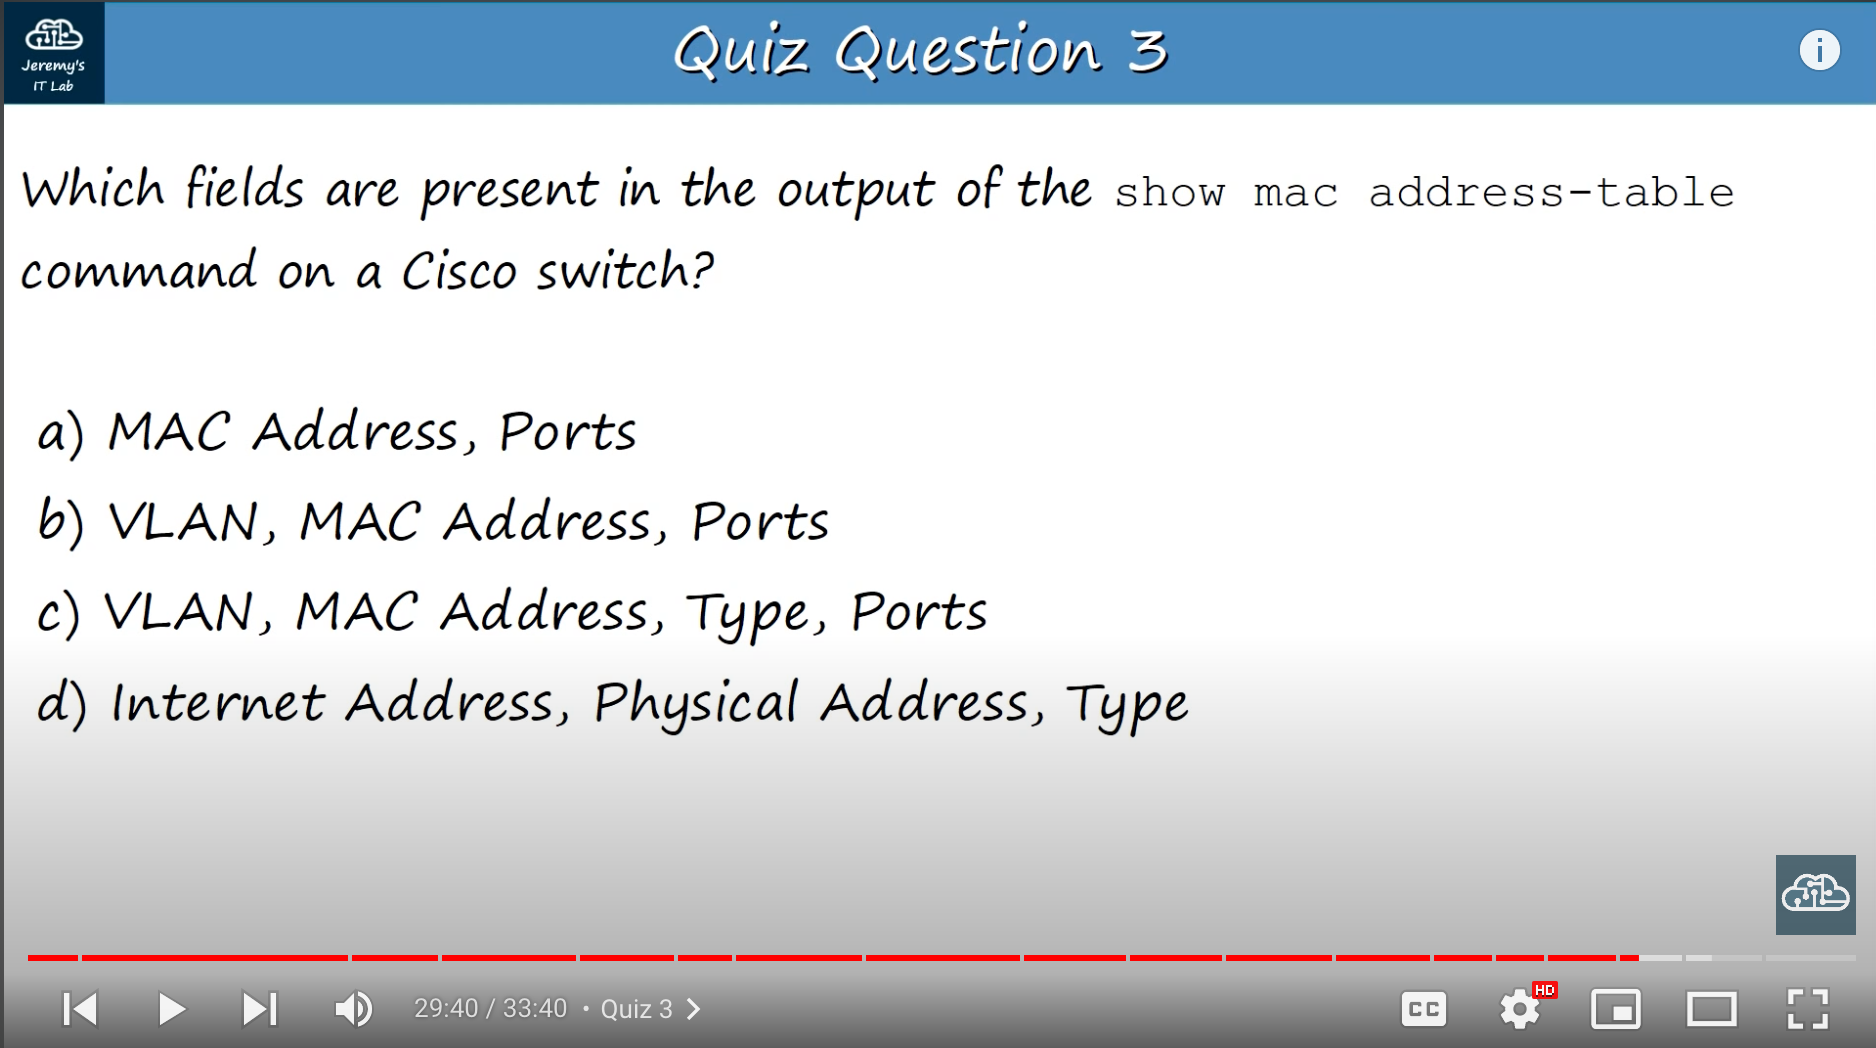 Jeremy's
IT Lab
Quiz Question 3
i
Which fields are present in the output of the show mac address-table
command on a Cisco switch?
a) MAC Address, Ports
b) VLAN, MAC Address, Ports
c) VLAN, MAC Address, Type, Ports
d) Internet Address, Physical Address, Type
29:40 / 33:40 • Quiz 3
CC
HD